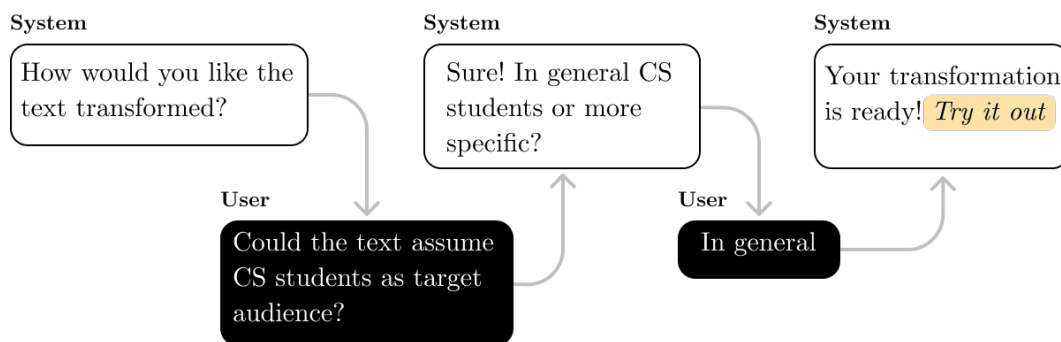 System
How would you like the
text transformed?
User
Could the text assume
CS students as target
audience?
System
Sure! In general CS
students or more
specific?
User
In general
System
Your transformation
is ready! Try it out